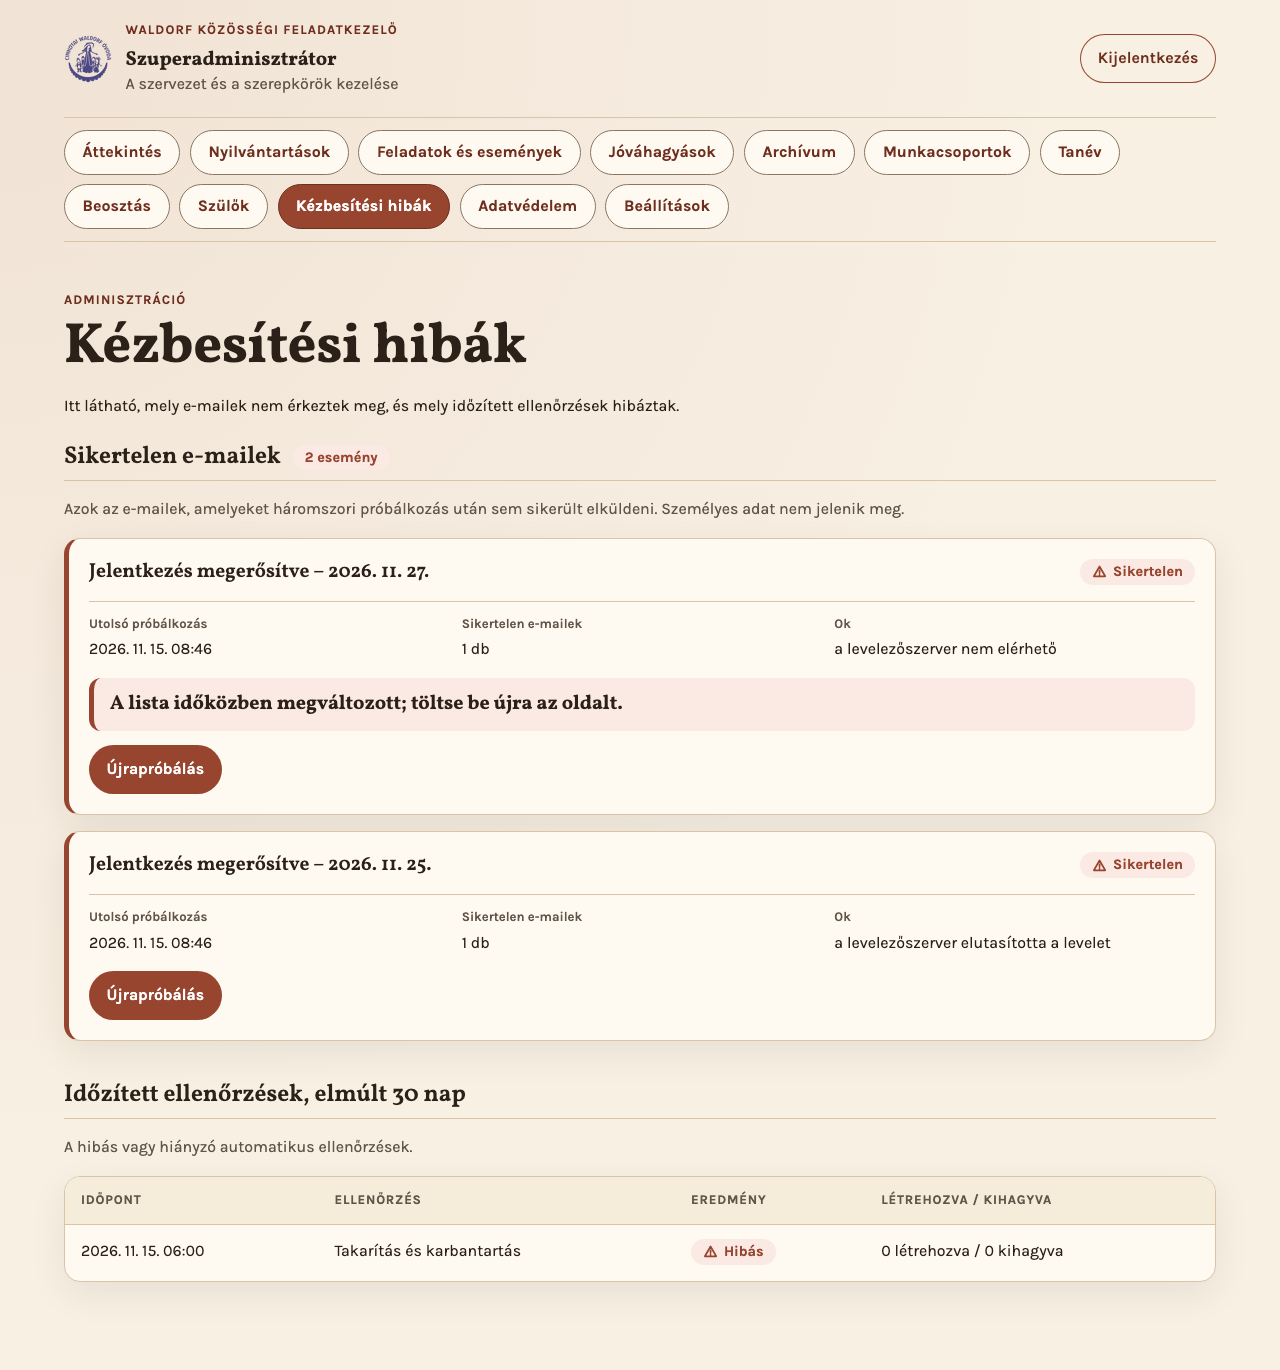 WALDORF KÖZÖSSÉGI FELADATKEZELŐ
Szuperadminisztrátor
A szervezet és a szerepkörök kezelése
Kijelentkezés
Áttekintés
Nyilvántartások
Feladatok és események
Jóváhagyások
Archívum
Munkacsoportok
Tanév
Beosztás
Szülők
Kézbesítési hibák
Adatvédelem
Beállítások
ADMINISZTRÁCIÓ
Kézbesítési hibák
Itt látható, mely e-mailek nem érkeztek meg, és mely időzített ellenőrzések hibáztak.
Sikertelen e-mailek
2 esemény
Azok az e-mailek, amelyeket háromszori próbálkozás után sem sikerült elküldeni. Személyes adat nem jelenik meg.
Jelentkezés megerősítve – 2026. 11. 27.
Sikertelen
Utolsó próbálkozás
Sikertelen e-mailek
Ok
2026. 11. 15. 08:46
1 db
a levelezőszerver nem elérhető
A lista időközben megváltozott; töltse be újra az oldalt.
Újrapróbálás
Jelentkezés megerősítve – 2026. 11. 25.
Sikertelen
Utolsó próbálkozás
Sikertelen e-mailek
Ok
2026. 11. 15. 08:46
1 db
a levelezőszerver elutasította a levelet
Újrapróbálás
Időzített ellenőrzések, elmúlt 30 nap
A hibás vagy hiányzó automatikus ellenőrzések.
IDŐPONT
ELLENŐRZÉS
EREDMÉNY
LÉTREHOZVA / KIHAGYVA
2026. 11. 15. 06:00
Takarítás és karbantartás
Hibás
0 létrehozva / 0 kihagyva